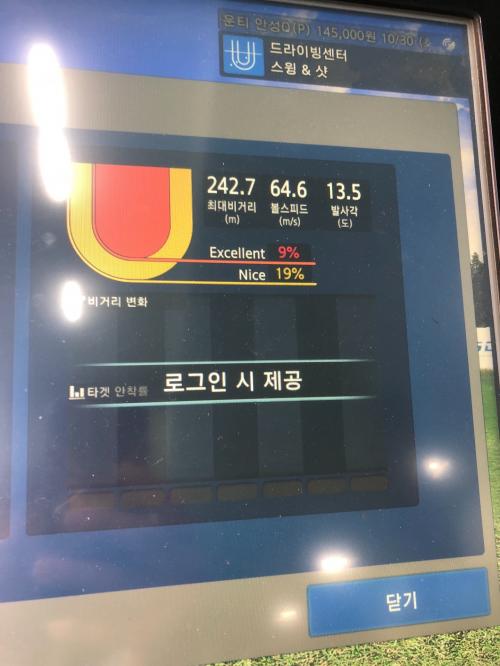 운티 안성Q(P) 145,000원 10/30
드라이빙센터
스윙 & 샷
242.7 64.6 13.5
최대비거리 볼스피드 발사각
(m) (m/s) (도)
Excellent 9%
Nice 19%
비거리 변화
타겟 안착률
로그인 시 제공
닫기